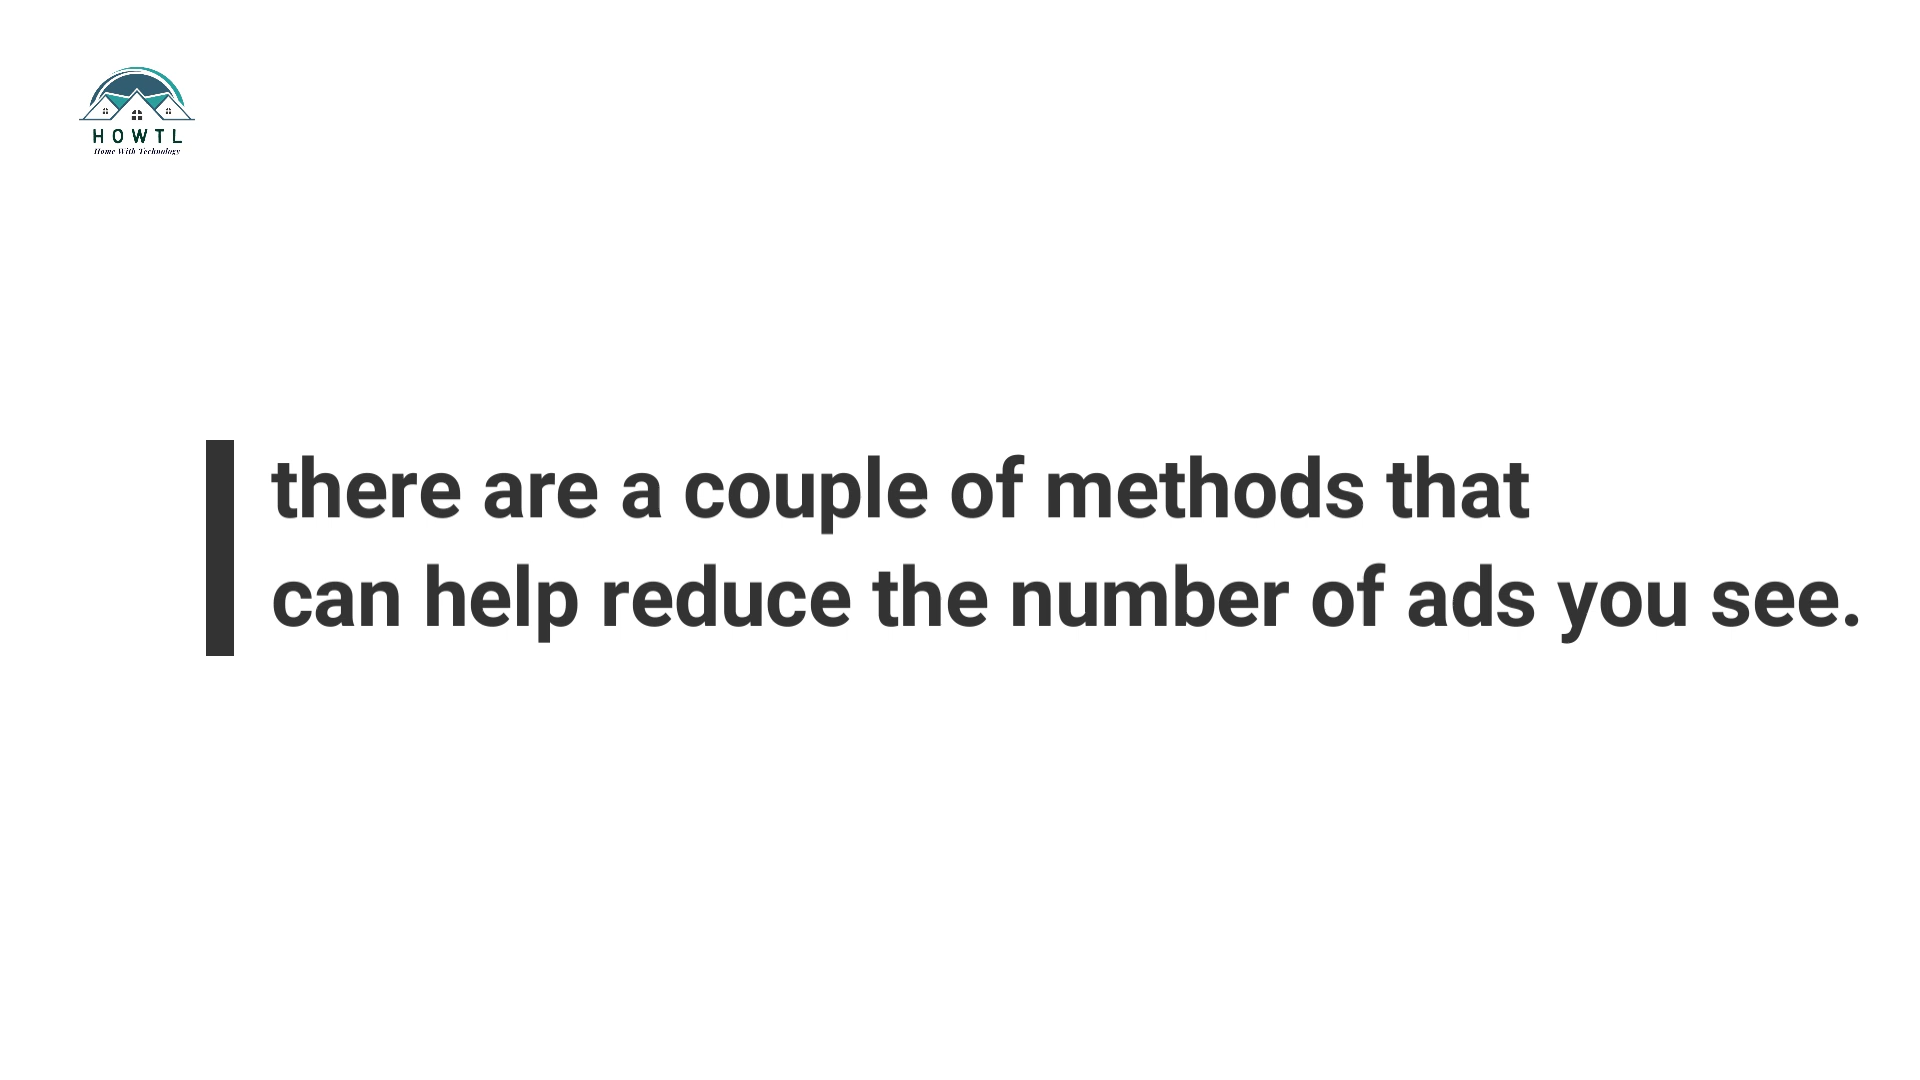 HOWTL
Home With Technology
there are a couple of methods that
can help reduce the number of ads you see.